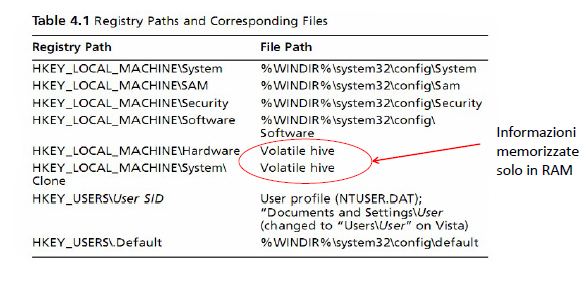 Table 4.1 Registry Paths and Corresponding Files
Registry Path File Path
HKEY_LOCAL_MACHINE\System %WINDIR%\system32\config\System
HKEY_LOCAL_MACHINE\SAM %WINDIR%\system32\config\Sam
HKEY_LOCAL_MACHINE\Security %WINDIR%\system32\config\Security
HKEY_LOCAL_MACHINE\Software %WINDIR%\system32\config\
Software
HKEY_LOCAL_MACHINE\Hardware Volatile hive
HKEY_LOCAL_MACHINE\System\ Volatile hive
Clone
HKEY_USERS\User SID User profile (NTUSER.DAT);
"Documents and Settings\User
(changed to "Users\User" on Vista)
HKEY_USERS\.Default %WINDIR%\system32\config\default
Informazioni
memorizzate
solo in RAM